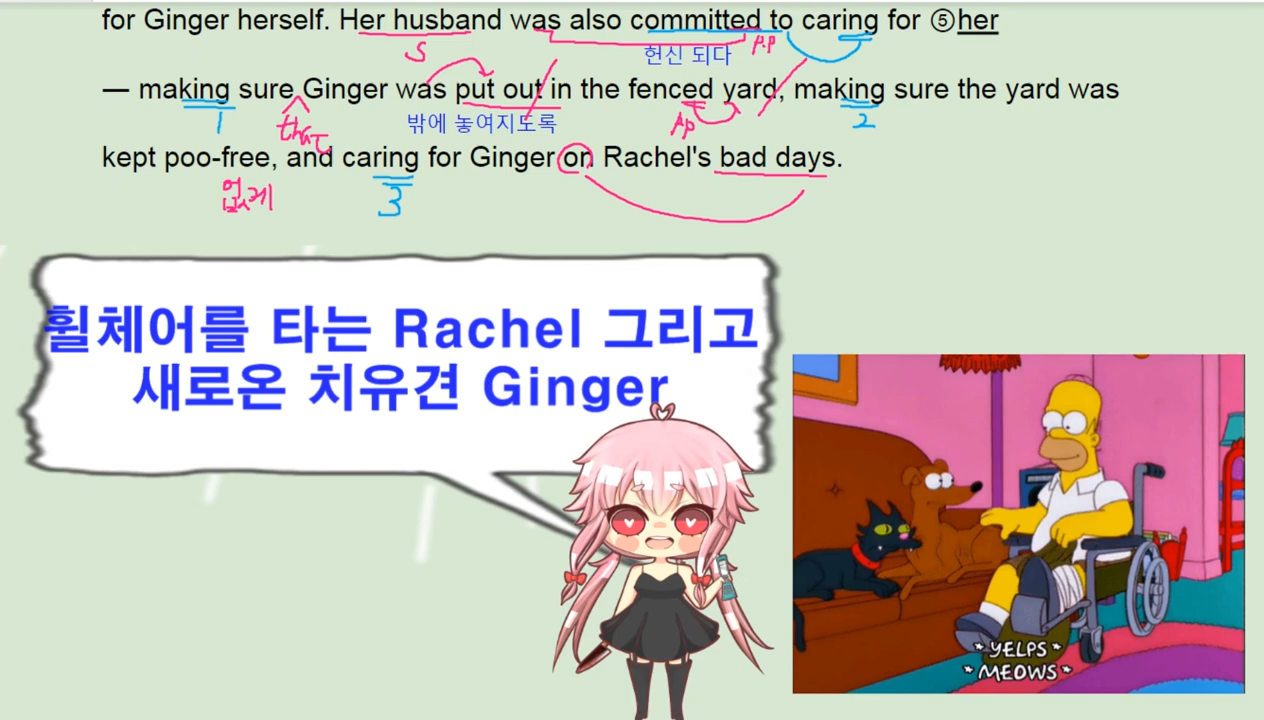 for Ginger herself. Her husband was also committed to caring for ⑤her
S
p.p
헌신 되다
— making sure Ginger was put out in the fenced yard, making sure the yard was
1
that
밖에 놓여지도록
pp
2
kept poo-free, and caring for Ginger on Rachel's bad days.
없게
3
휠체어를 타는 Rachel 그리고
새로온 치유견 Ginger
*YELPS*
*MEOWS*